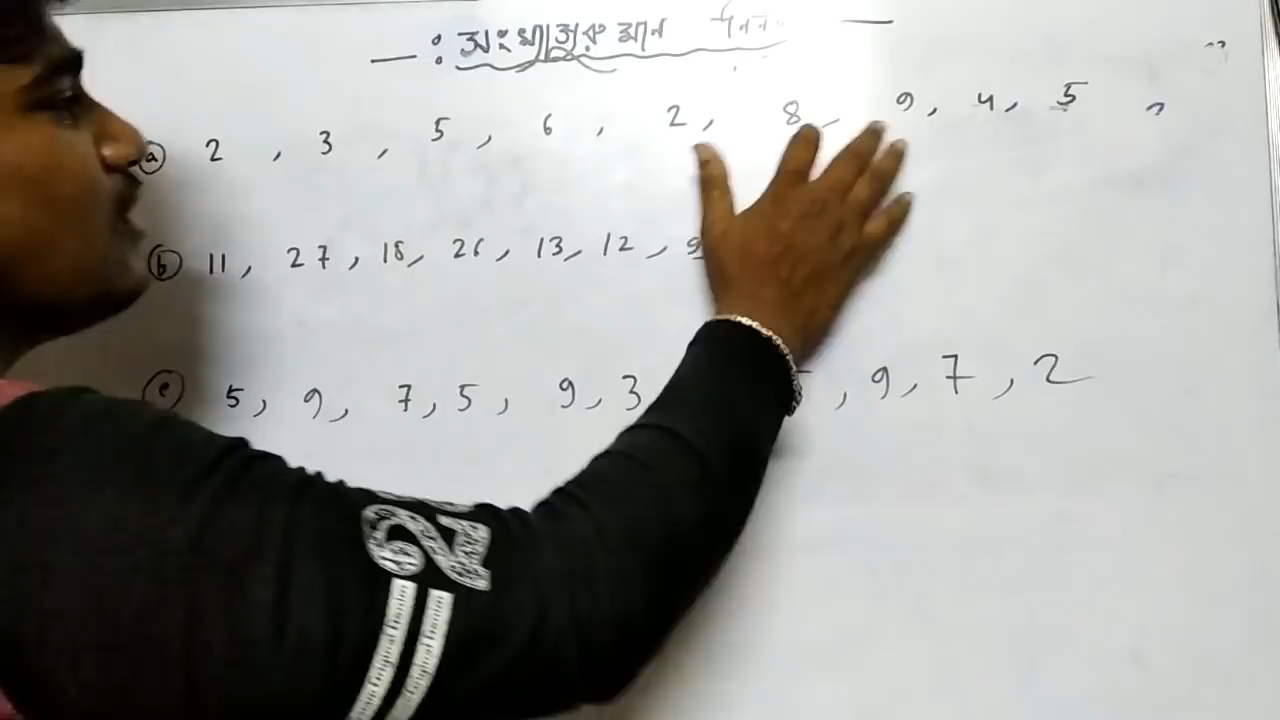 —: সংখ্যাগুরু মান —
ⓐ 2 , 3 , 5 , 6 , 2 , 8 , 9 , 4 , 5 ,
ⓑ 11 , 27 , 18 , 26 , 13 , 12 , 9
ⓒ 5 , 9 , 7 , 5 , 9 , 3 , 9 , 7 , 2